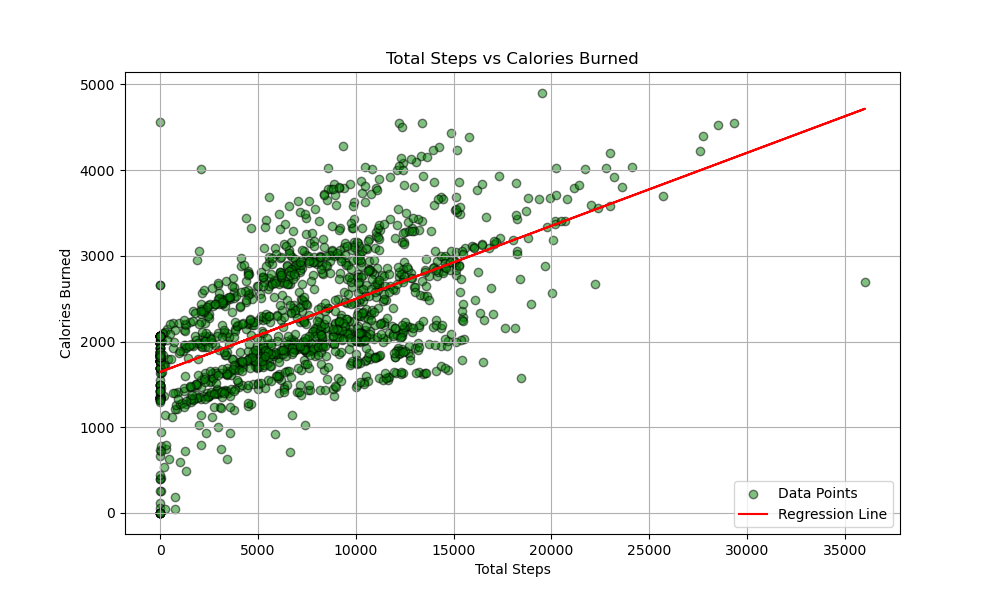 Total Steps vs Calories Burned
5000
4000
3000
2000
1000
0
Calories Burned
0 5000 10000 15000 20000 25000 30000 35000
Total Steps
Data Points
Regression Line